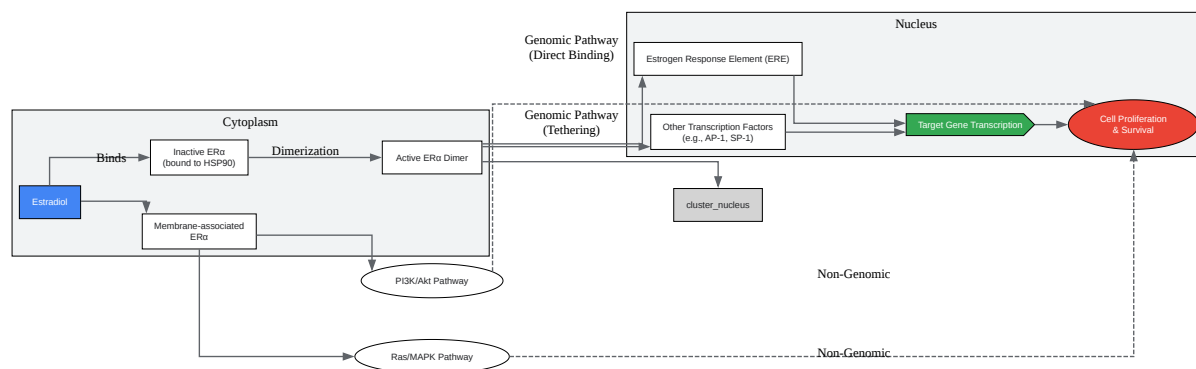 Nucleus
Genomic Pathway
(Direct Binding)
Estrogen Response Element (ERE)
Genomic Pathway
(Tethering)
Cytoplasm
Other Transcription Factors
(e.g., AP-1, SP-1)
Target Gene Transcription
Cell Proliferation
& Survival
Binds
Inactive ERα
(bound to HSP90)
Dimerization
Active ERα Dimer
Estradiol
cluster_nucleus
Membrane-associated
ERα
PI3K/Akt Pathway
Non-Genomic
Ras/MAPK Pathway
Non-Genomic